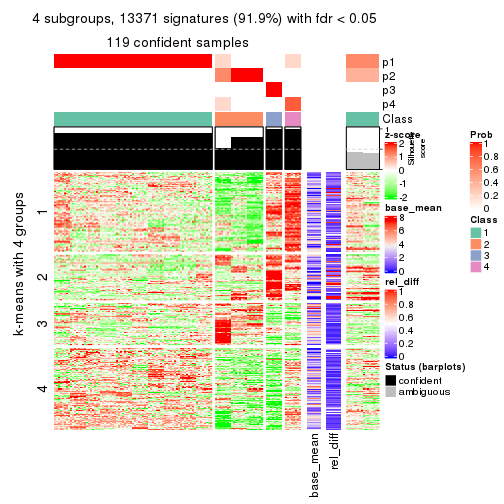 4 subgroups, 13371 signatures (91.9%) with fdr < 0.05
119 confident samples
p1
p2
p3
p4
Class
1
Silhouette
score
k-means with 4 groups
1
2
3
4
base_mean
rel_diff
z-score
2
1
0
-1
-2
base_mean
8
6
4
2
0
rel_diff
1
0.8
0.6
0.4
0.2
0
Status (barplots)
confident
ambiguous
Prob
1
0.8
0.6
0.4
0.2
0
Class
1
2
3
4